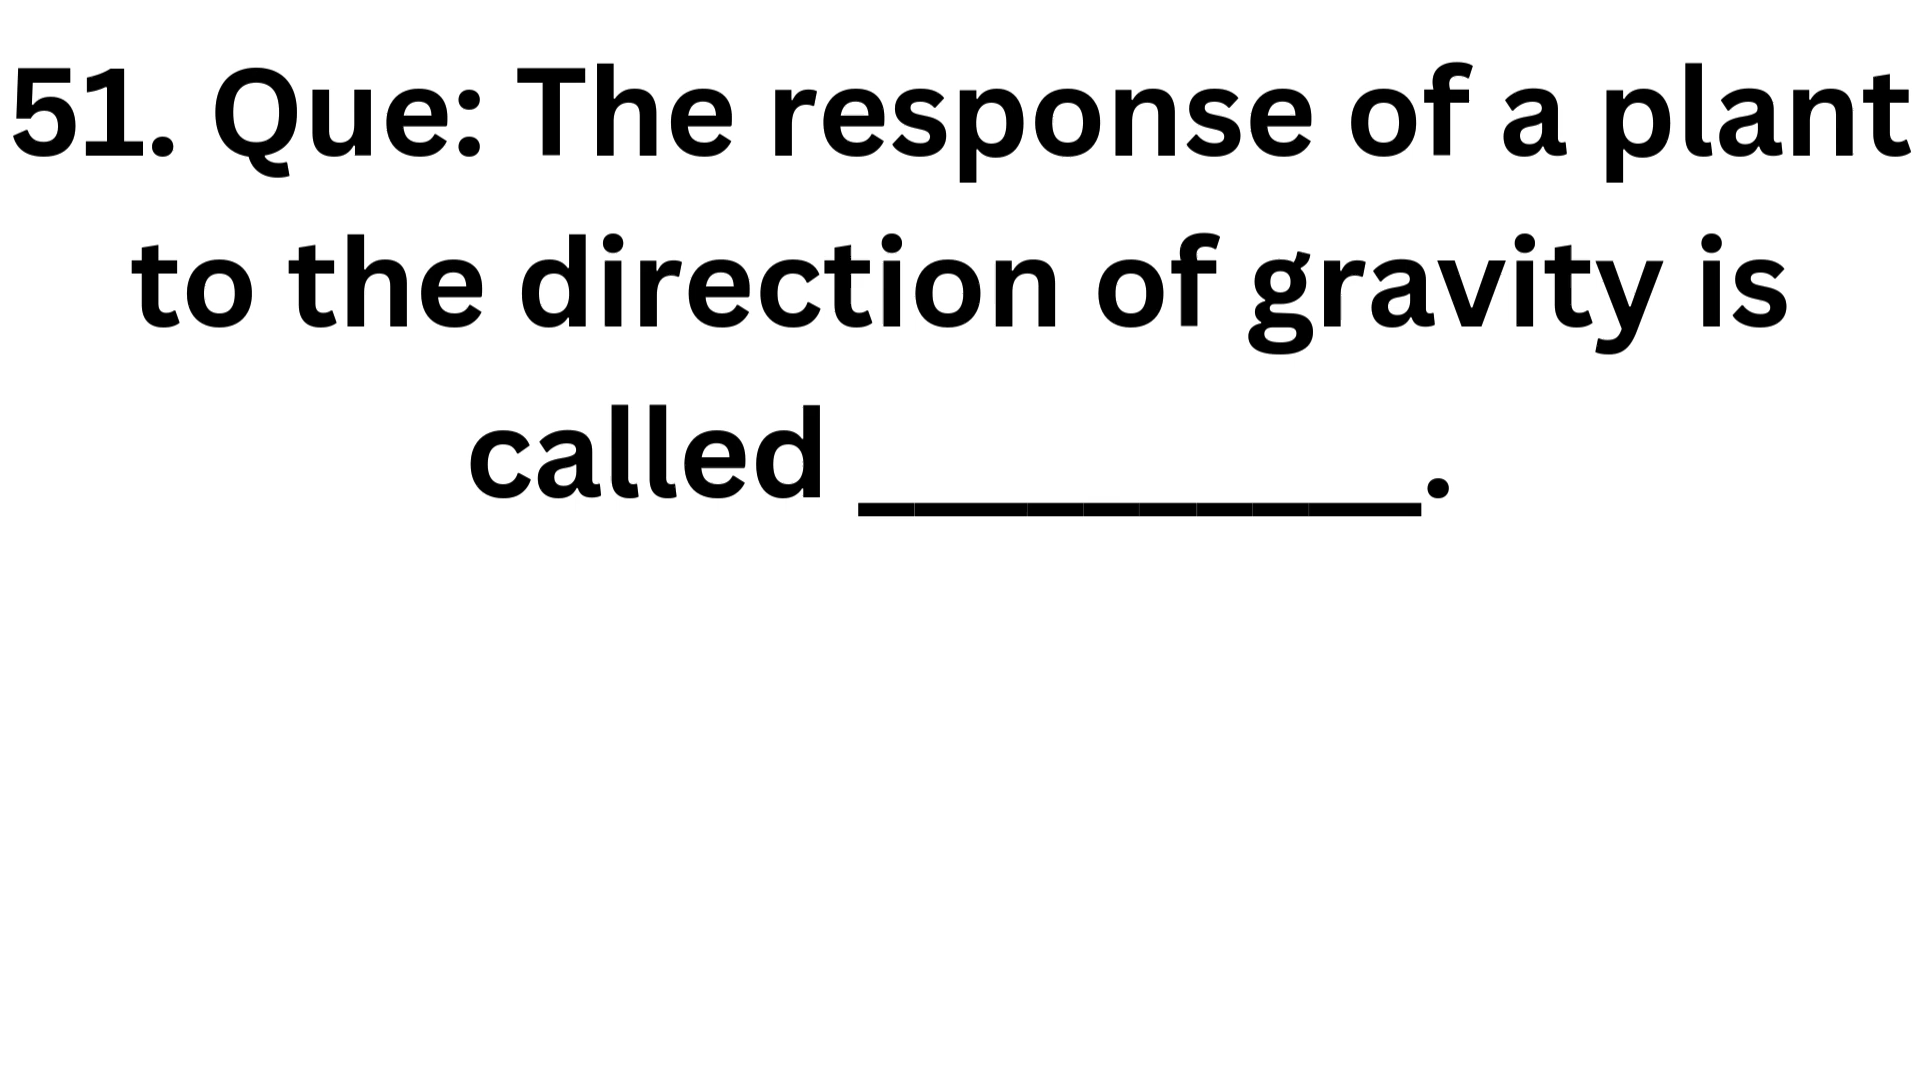 51. Que: The response of a plant
to the direction of gravity is
called __________.